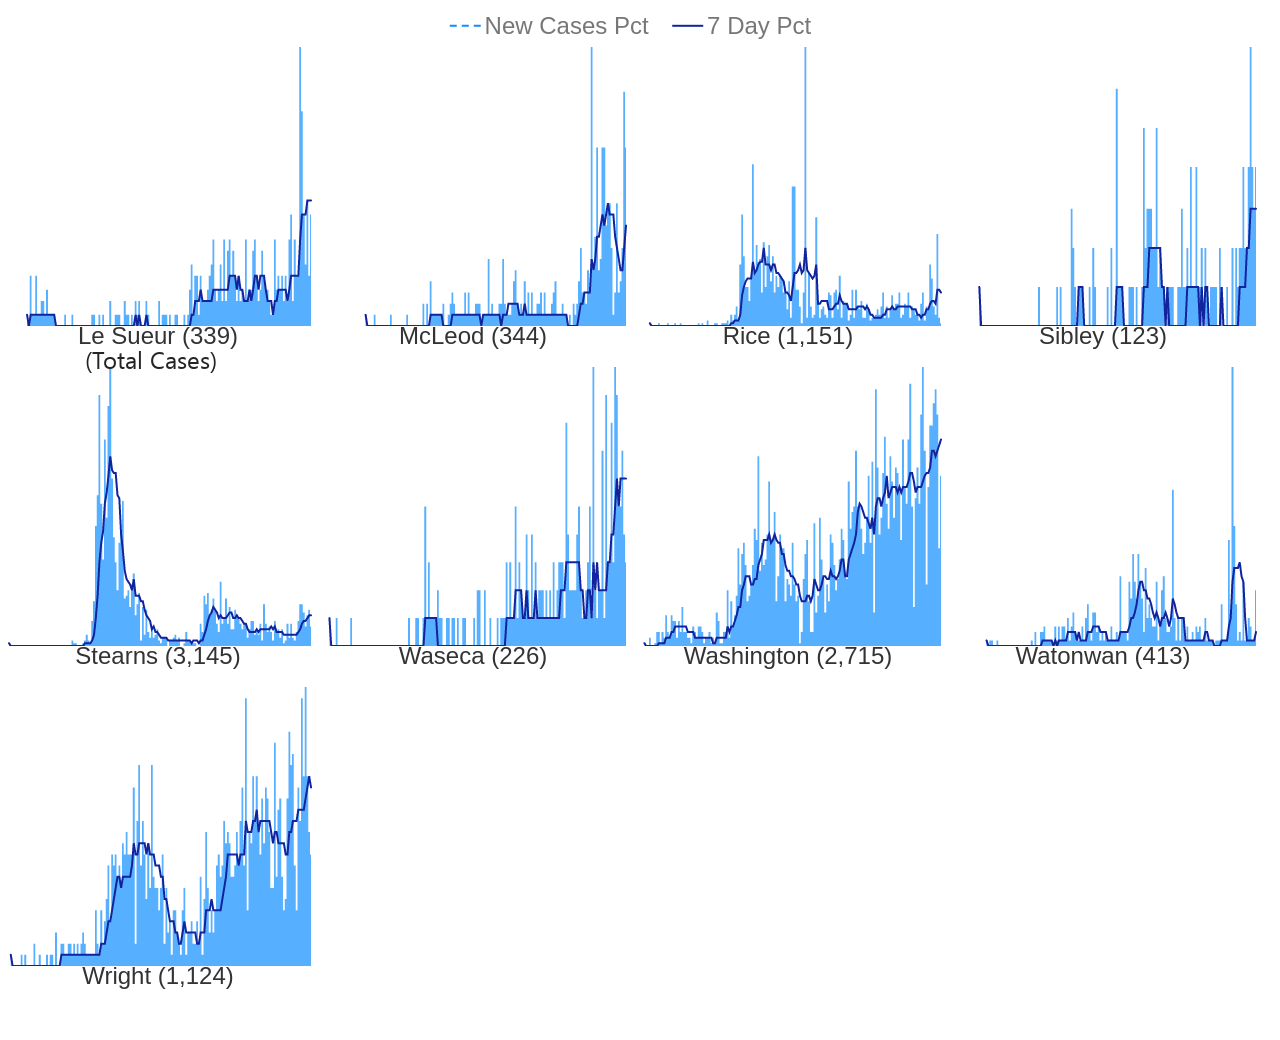 New Cases Pct 7 Day Pct
Le Sueur (339) McLeod (344) Rice (1,151) Sibley (123)
(Total Cases)
Stearns (3,145) Waseca (226) Washington (2,715) Watonwan (413)
Wright (1,124)